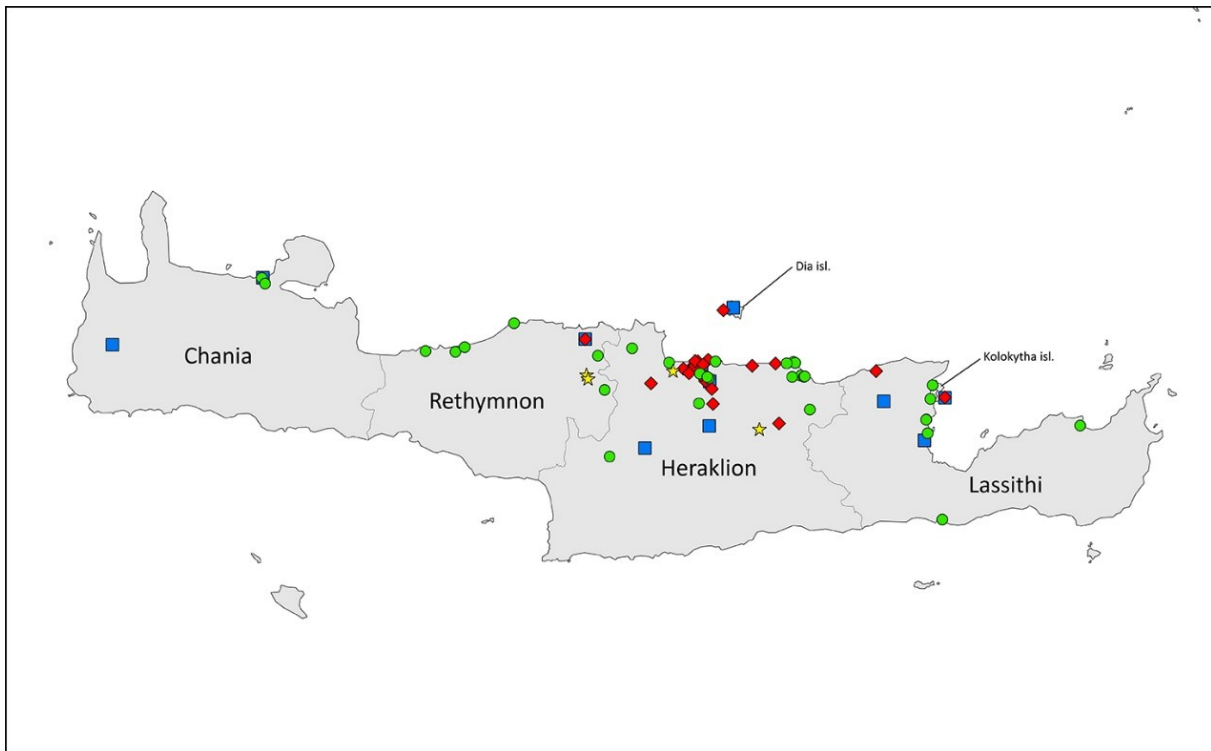 Dia isl.
Kolokytha isl.
Chania
Rethymnon
Heraklion
Lassithi